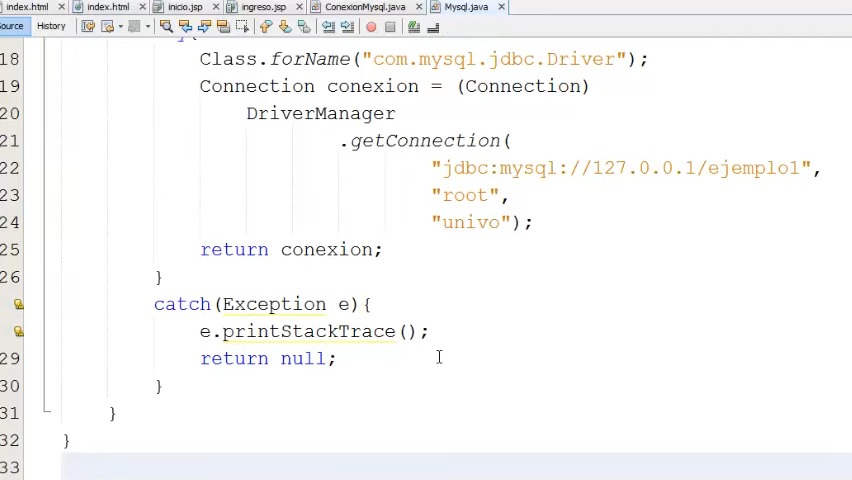 index.html index.html inicio.jsp ingreso.jsp ConexionMysql.java Mysql.java
Source History
18 Class.forName("com.mysql.jdbc.Driver");
19 Connection conexion = (Connection)
20 DriverManager
21 .getConnection(
22 "jdbc:mysql://127.0.0.1/ejemplo1",
23 "root",
24 "univo");
25 return conexion;
26 }
catch(Exception e){
e.printStackTrace();
29 return null;
30 }
31 }
32 }
33